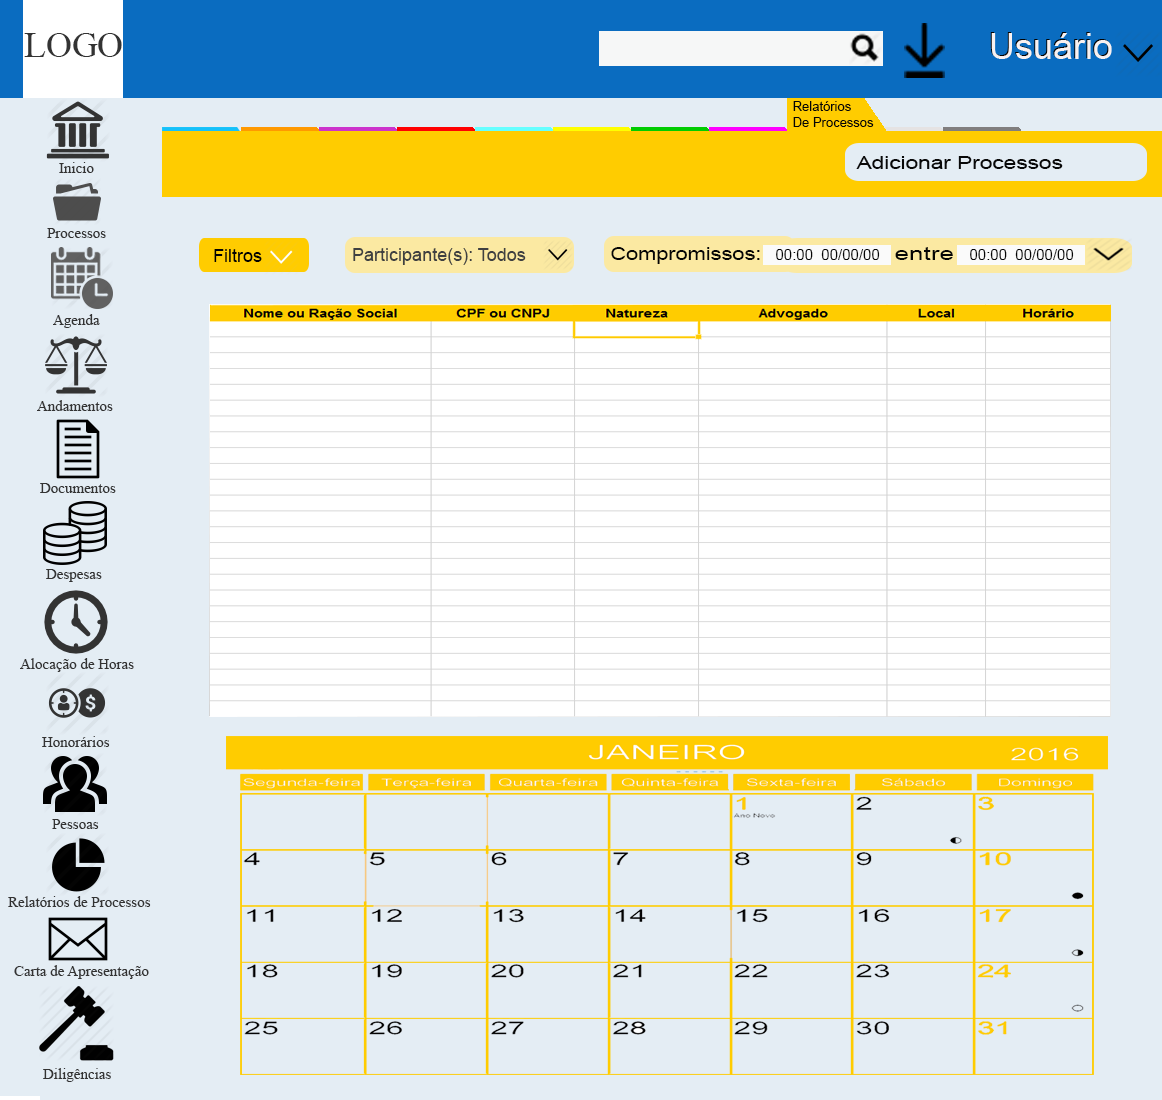 LOGO
Usuário
Inicio
Processos
Agenda
Andamentos
Documentos
Despesas
Alocação de Horas
Honorários
Pessoas
Relatórios de Processos
Carta de Apresentação
Diligências
Relatórios
De Processos
Adicionar Processos
Filtros
Participante(s): Todos
Compromissos: 00:00 00/00/00 entre 00:00 00/00/00
Nome ou Ração Social CPF ou CNPJ Natureza Advogado Local Horário
JANEIRO 2016
Segunda-feira Terça-feira Quarta-feira Quinta-feira Sexta-feira Sábado Domingo
1 2 3
Ano Novo
4 5 6 7 8 9 10
11 12 13 14 15 16 17
18 19 20 21 22 23 24
25 26 27 28 29 30 31